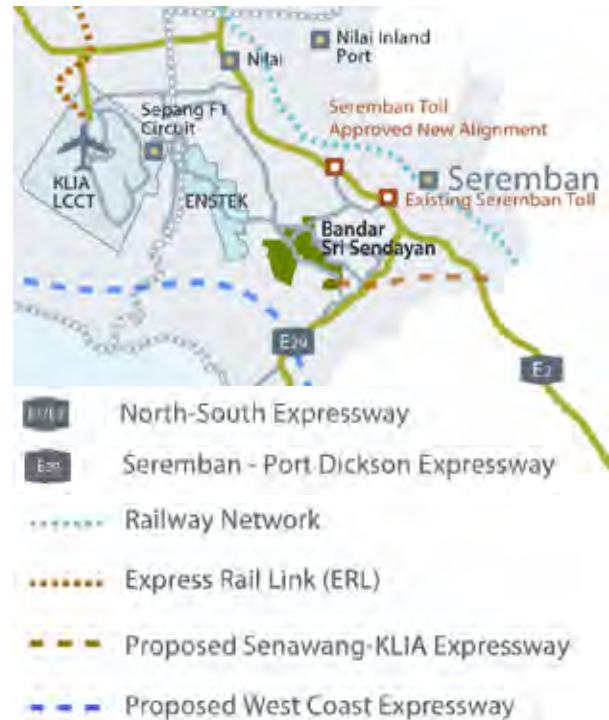 Nilai Inland
Port
Nilai
Sepang F1
Circuit
Seremban Toll
Approved New Alignment
KLIA
LCCT
ENSTEK
Seremban
Existing Seremban Toll
Bandar
Sri Sendayan
E29
E2
North-South Expressway
E29
Seremban - Port Dickson Expressway
Railway Network
Express Rail Link (ERL)
Proposed Senawang-KLIA Expressway
Proposed West Coast Expressway